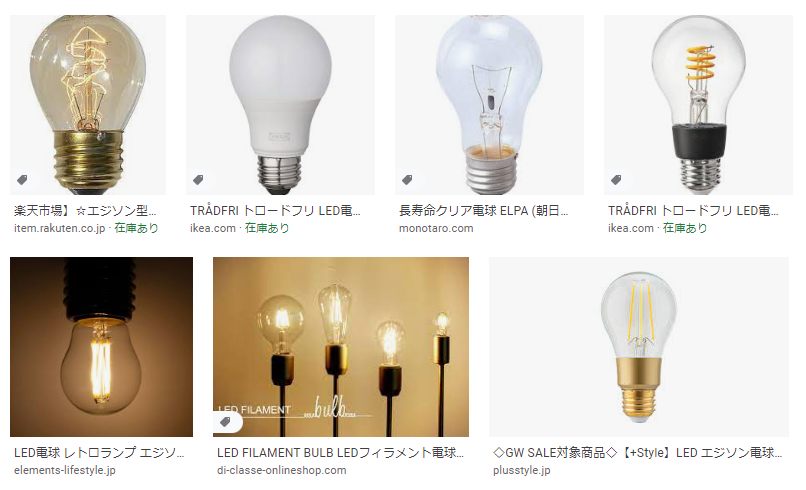 楽天市場】☆エジソン型...
item.rakuten.co.jp · 在庫あり
TRÅDFRI トロードフリ LED電...
ikea.com · 在庫あり
長寿命クリア電球 ELPA (朝日...
monotaro.com
TRÅDFRI トロードフリ LED電...
ikea.com · 在庫あり
LED FILAMENT bulb
LED電球 レトロランプ エジソ...
elements-lifestyle.jp
LED FILAMENT BULB LEDフィラメント電球...
di-classe-onlineshop.com
◇GW SALE対象商品◇【+Style】LED エジソン電球...
plusstyle.jp